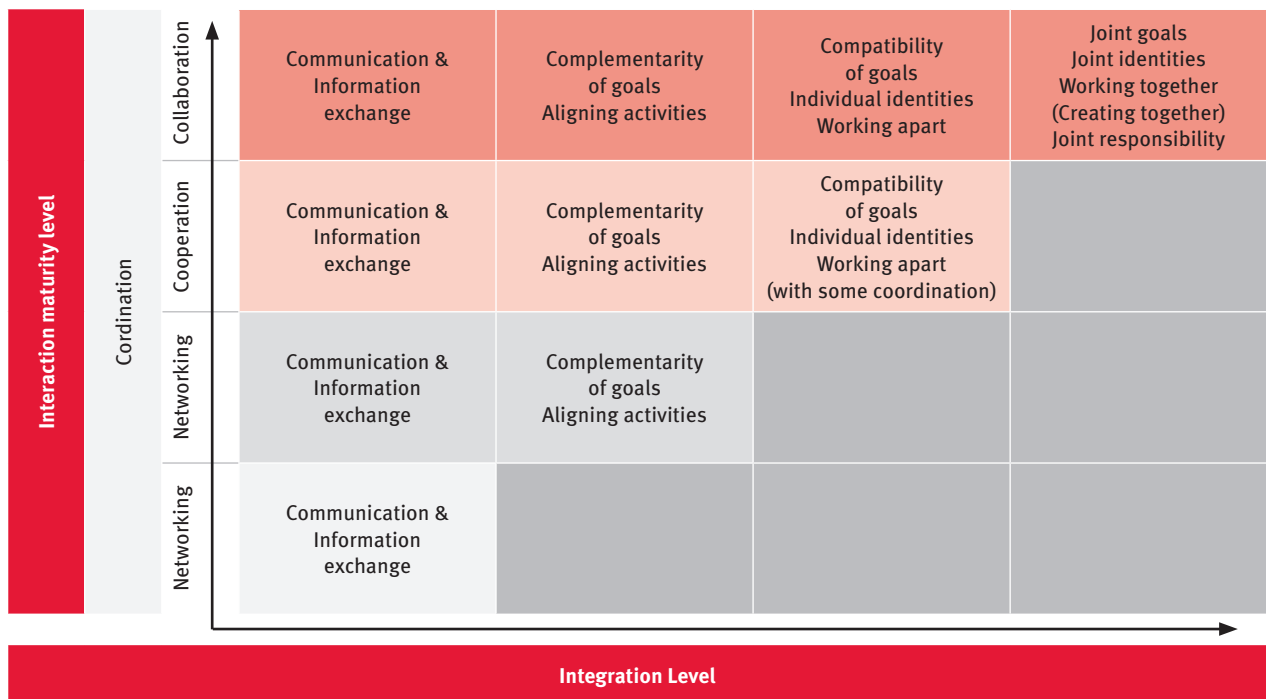 Interaction maturity level
Cordination
Collaboration
Communication &
Information
exchange
Complementarity
of goals
Aligning activities
Compatibility
of goals
Individual identities
Working apart
Joint goals
Joint identities
Working together
(Creating together)
Joint responsibility
Cooperation
Communication &
Information
exchange
Complementarity
of goals
Aligning activities
Compatibility
of goals
Individual identities
Working apart
(with some coordination)
Networking
Communication &
Information
exchange
Complementarity
of goals
Aligning activities
Networking
Communication &
Information
exchange
Integration Level